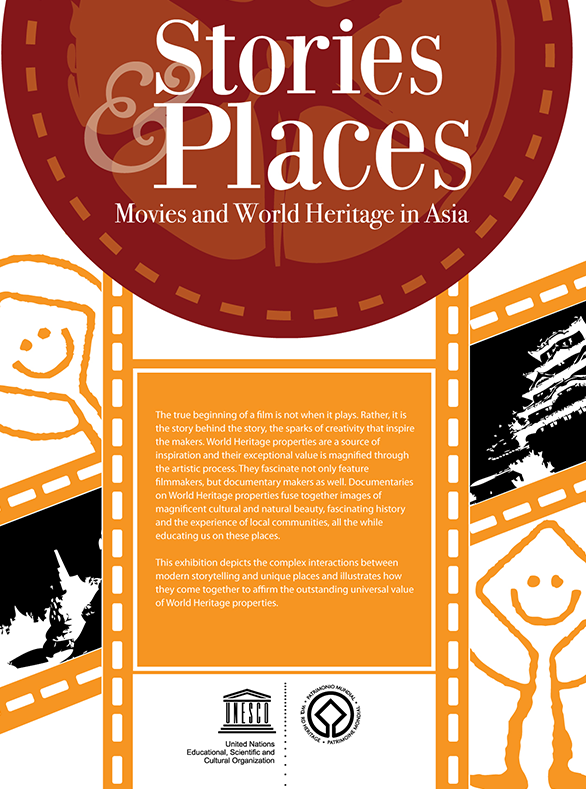 Stories
& Places
Movies and World Heritage in Asia
The true beginning of a film is not when it plays. Rather, it is
the story behind the story, the sparks of creativity that inspire
the makers. World Heritage properties are a source of
inspiration and their exceptional value is magnified through
the artistic process. They fascinate not only feature
filmmakers, but documentary makers as well. Documentaries
on World Heritage properties fuse together images of
magnificent cultural and natural beauty, fascinating history
and the experience of local communities, all the while
educating us on these places.
This exhibition depicts the complex interactions between
modern storytelling and unique places and illustrates how
they come together to affirm the outstanding universal value
of World Heritage properties.
UNESCO
United Nations
Educational, Scientific and
Cultural Organization
WORLD HERITAGE • PATRIMONIO MUNDIAL • PATRIMOINE MONDIAL •